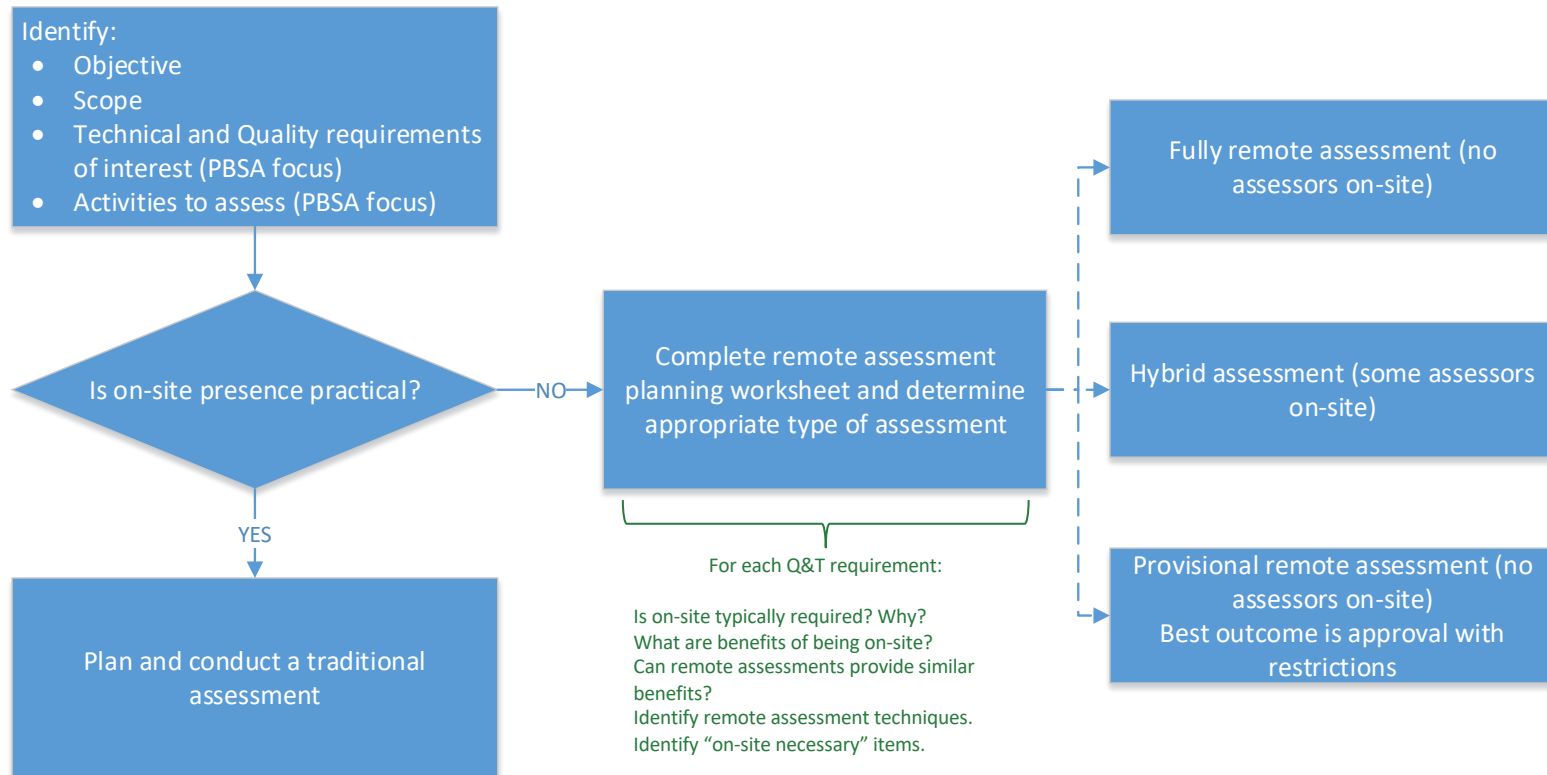 Identify:
• Objective
• Scope
• Technical and Quality requirements
of interest (PBSA focus)
• Activities to assess (PBSA focus)
Is on-site presence practical?
NO
YES
Plan and conduct a traditional
assessment
Complete remote assessment
planning worksheet and determine
appropriate type of assessment
For each Q&T requirement:
Is on-site typically required? Why?
What are benefits of being on-site?
Can remote assessments provide similar
benefits?
Identify remote assessment techniques.
Identify “on-site necessary” items.
Fully remote assessment (no
assessors on-site)
Hybrid assessment (some assessors
on-site)
Provisional remote assessment (no
assessors on-site)
Best outcome is approval with
restrictions